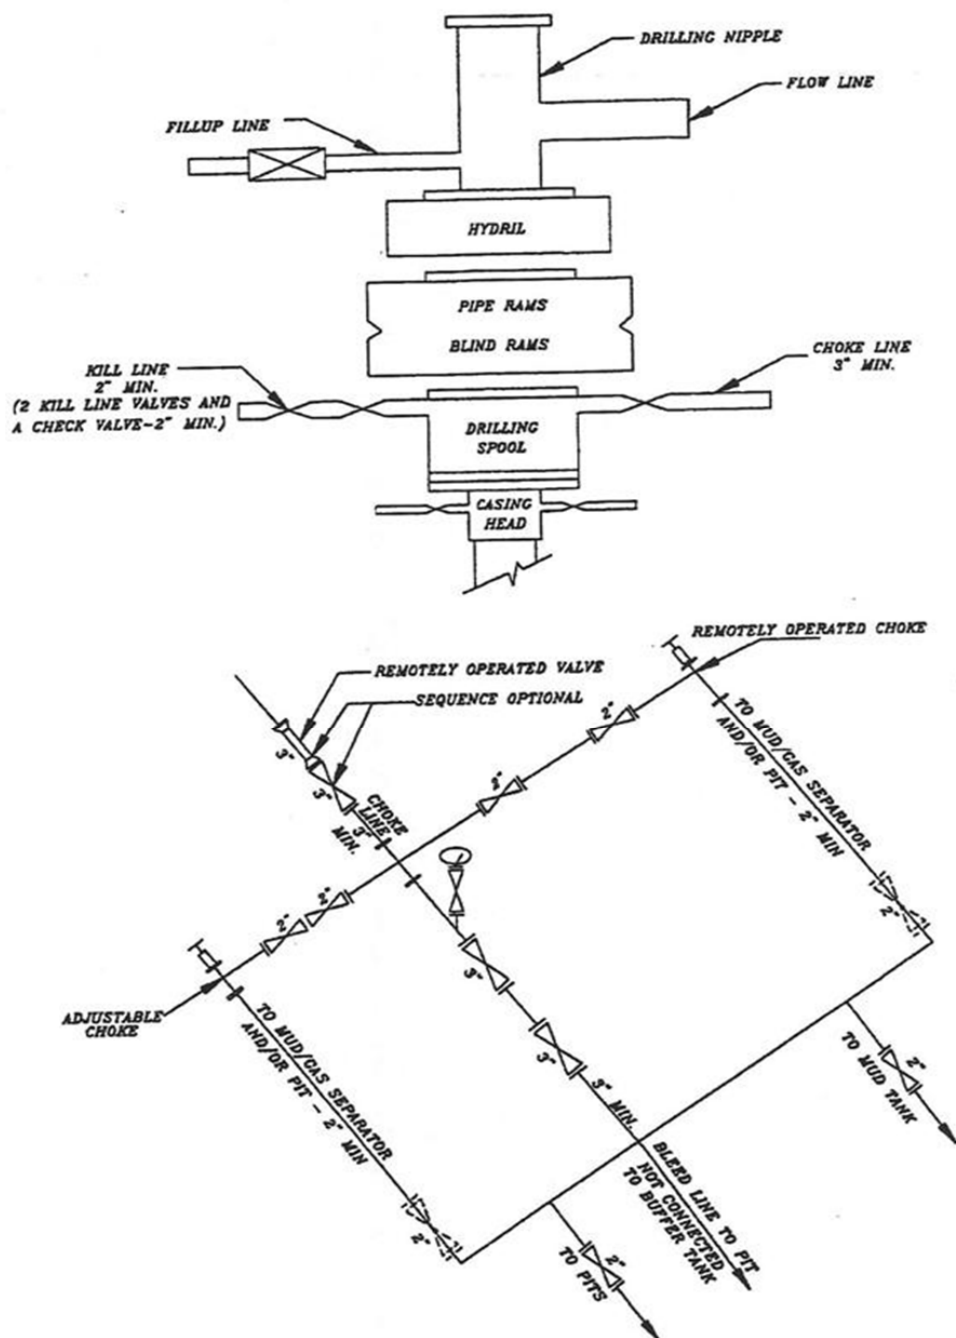 DRILLING NIPPLE
FLOW LINE
FILLUP LINE
HYDRIL
PIPE RAMS
BLIND RAMS
KILL LINE
2" MIN.
(2 KILL LINE VALVES AND
A CHECK VALVE-2" MIN.)
CHOKE LINE
3" MIN.
DRILLING
SPOOL
CASING
HEAD
REMOTELY OPERATED CHOKE
REMOTELY OPERATED VALVE
SEQUENCE OPTIONAL
3"
3"
CHOKE
LINE
3"
MIN.
2"
2"
TO MUD/GAS SEPARATOR
AND/OR PIT - 2" MIN
2"
2"
2"
ADJUSTABLE
CHOKE
TO MUD/GAS SEPARATOR
AND/OR PIT - 2" MIN
2"
3"
3"
3" MIN.
BLEED LINE TO PIT
NOT CONNECTED
TO BUFFER TANK
2"
TO MUD TANK
2"
TO PITS